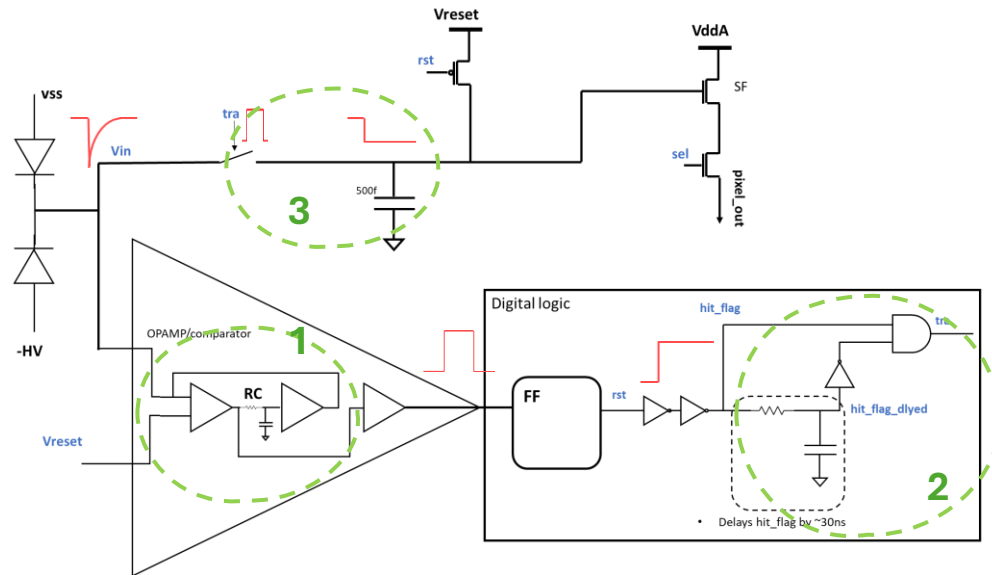 Vreset
VddA
rst
SF
vss
tra
Vin
sel
500f
3
pixel_out
Digital logic
OPAMP/comparator
hit_flag
1
-HV
RC
FF
rst
hit_flag_dlyed
Vreset
2
• Delays hit_flag by ~30ns